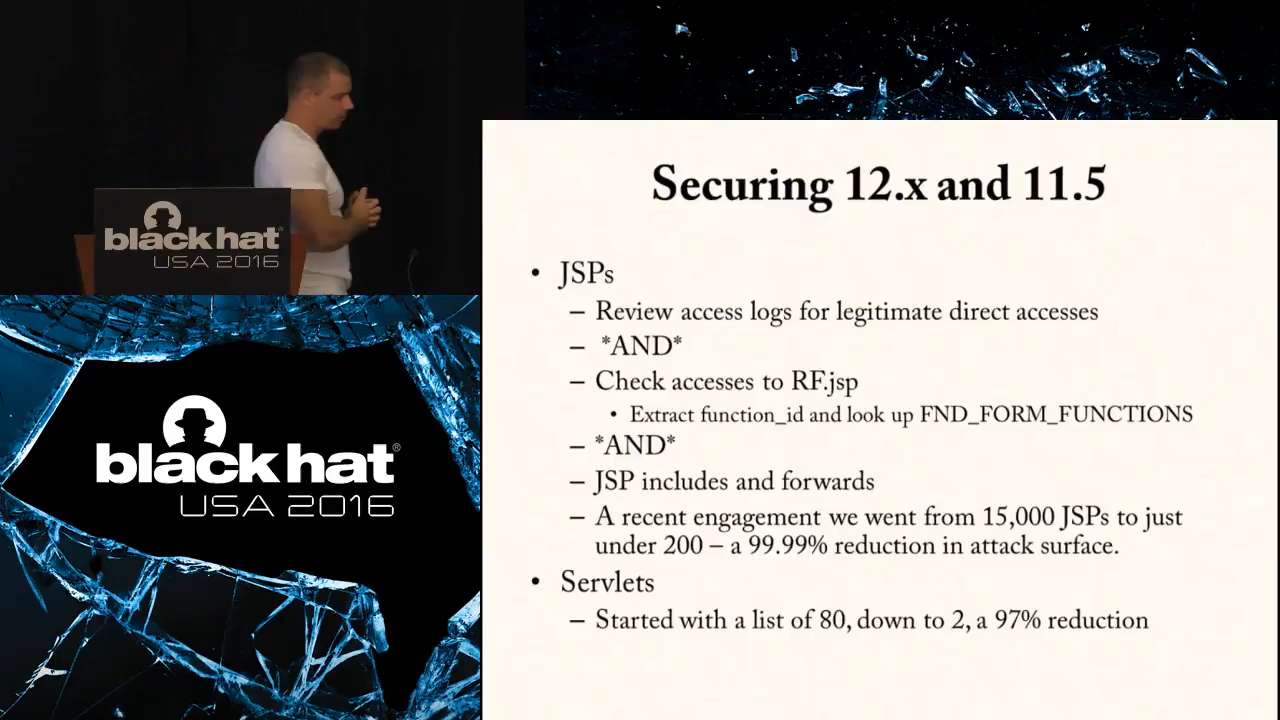 black hat®
USA 2016
black hat®
USA 2016
Securing 12.x and 11.5
• JSPs
– Review access logs for legitimate direct accesses
– *AND*
– Check accesses to RF.jsp
• Extract function_id and look up FND_FORM_FUNCTIONS
– *AND*
– JSP includes and forwards
– A recent engagement we went from 15,000 JSPs to just
under 200 – a 99.99% reduction in attack surface.
• Servlets
– Started with a list of 80, down to 2, a 97% reduction